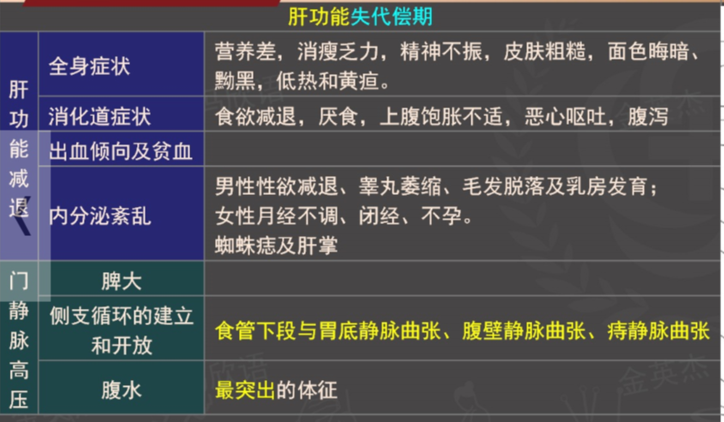 肝功能失代偿期
肝功能减退
全身症状
营养差，消瘦乏力，精神不振，皮肤粗糙，面色晦暗、
黝黑，低热和黄疸。
消化道症状
食欲减退，厌食，上腹饱胀不适，恶心呕吐，腹泻
出血倾向及贫血
内分泌紊乱
男性性欲减退、睾丸萎缩、毛发脱落及乳房发育；
女性月经不调、闭经、不孕。
蜘蛛痣及肝掌
门静脉高压
脾大
侧支循环的建立
和开放
食管下段与胃底静脉曲张、腹壁静脉曲张、痔静脉曲张
腹水
最突出的体征
金英杰